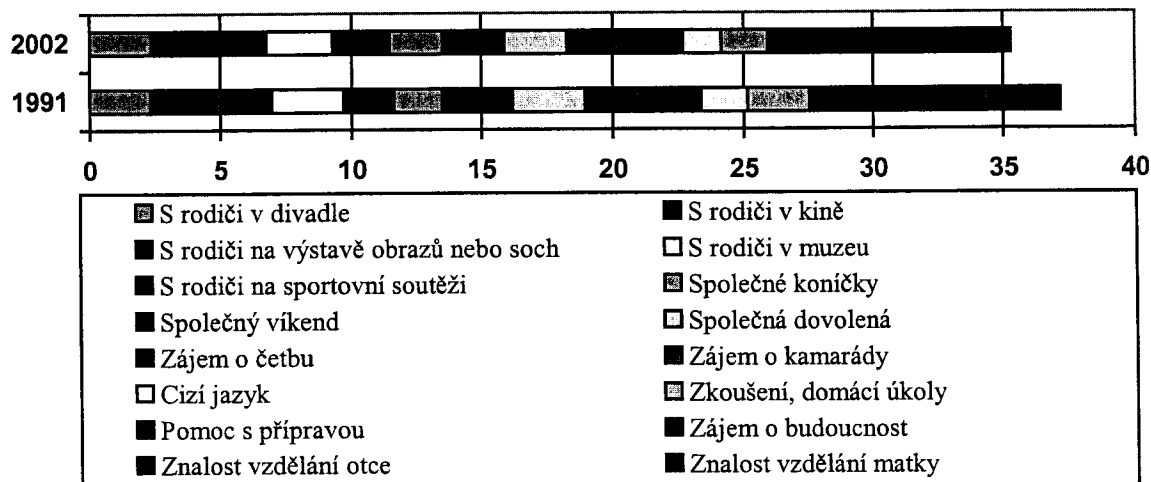 2002
1991
0 5 10 15 20 25 30 35 40
S rodiči v divadle S rodiči v kině
S rodiči na výstavě obrazů nebo soch S rodiči v muzeu
S rodiči na sportovní soutěži Společné koníčky
Společný víkend Společná dovolená
Zájem o četbu Zájem o kamarády
Cizí jazyk Zkoušení, domácí úkoly
Pomoc s přípravou Zájem o budoucnost
Znalost vzdělání otce Znalost vzdělání matky